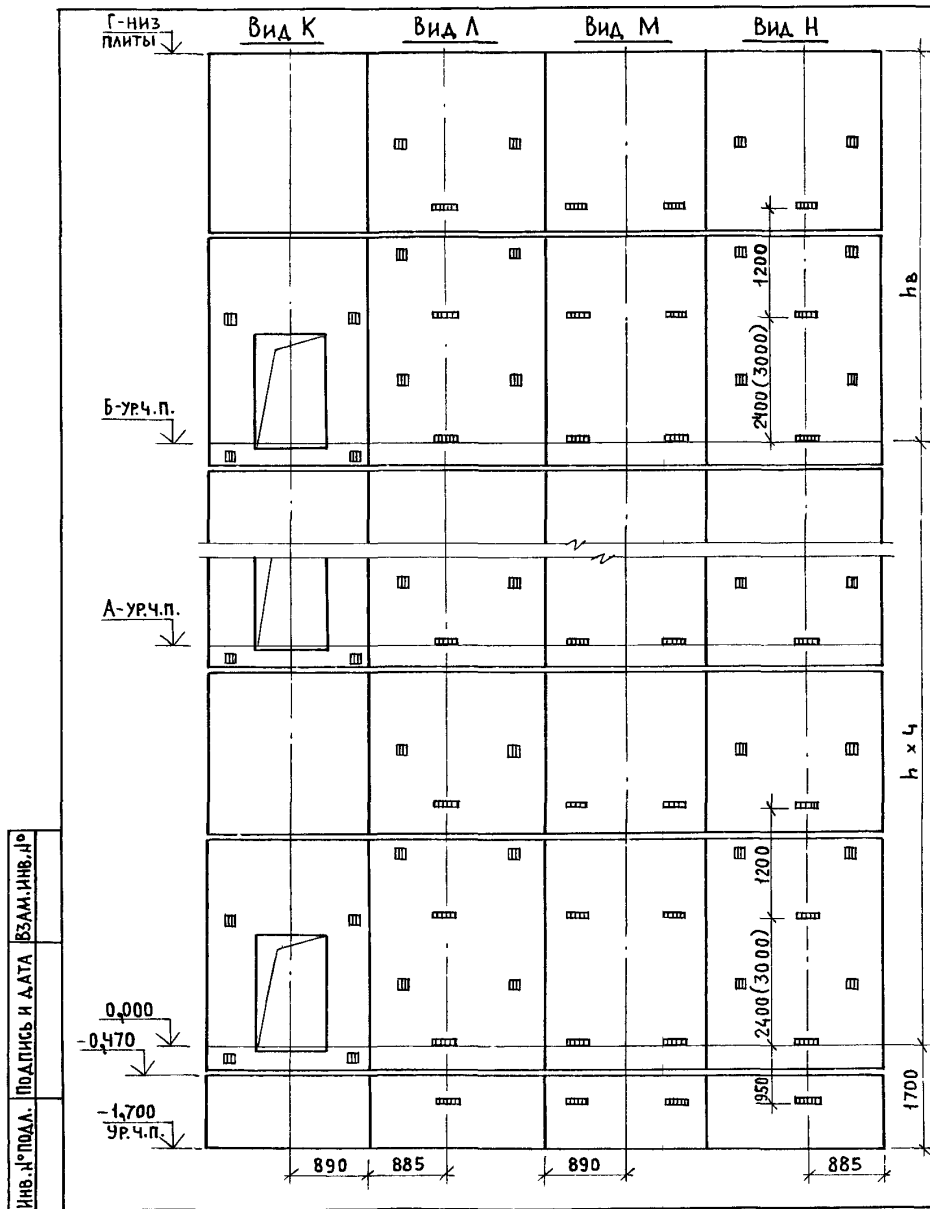 Г-низ
плиты
Вид К
Вид Л
Вид М
Вид Н
1200
2400(3000)
hв
Б-ур.ч.п.
А-ур.ч.п.
h x 4
1200
2400(3000)
0,000
-0,470
950
1700
-1,700
ур.ч.п.
890
885
890
885
Инв.№подл.
Подпись и дата
Взам.инв.№